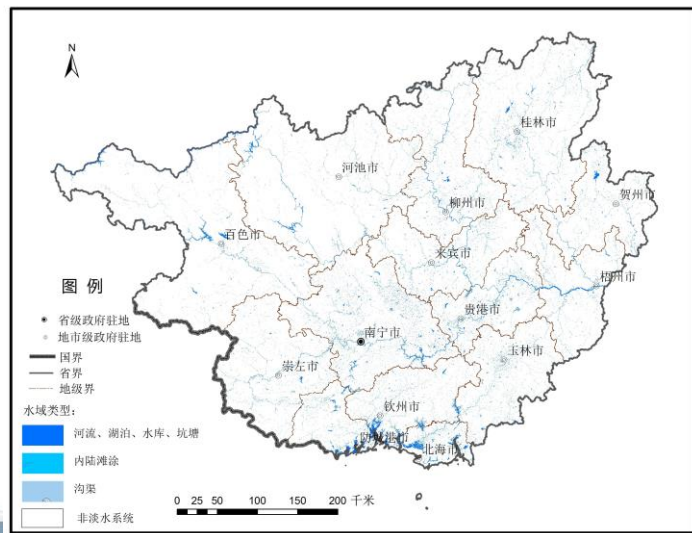 N
桂林市
河池市
贺州市
柳州市
百色市
来宾市
梧州市
贵港市
南宁市
玉林市
崇左市
钦州市
防城港市
北海市
图 例
省级政府驻地
地市级政府驻地
国界
省界
地级界
水域类型：
河流、湖泊、水库、坑塘
内陆滩涂
沟渠
非淡水系统
0 25 50 100 150 200 千米